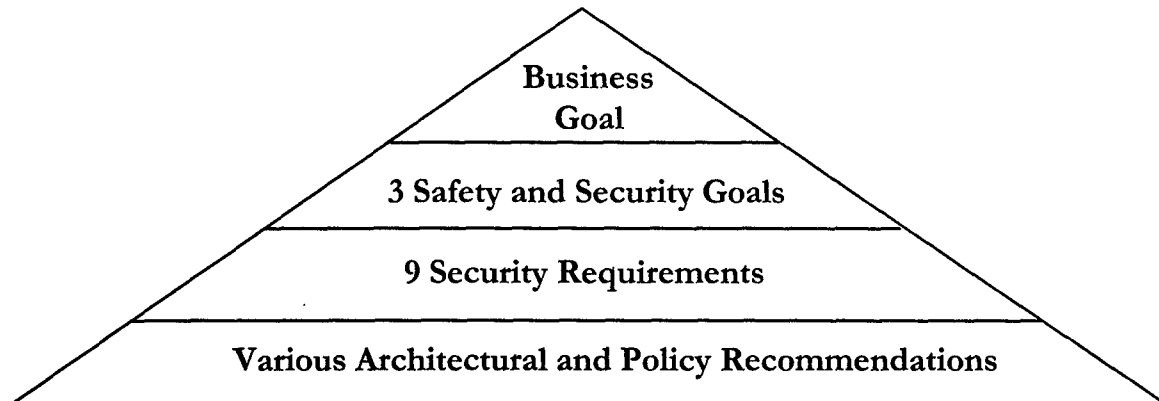 Business
Goal
3 Safety and Security Goals
9 Security Requirements
Various Architectural and Policy Recommendations